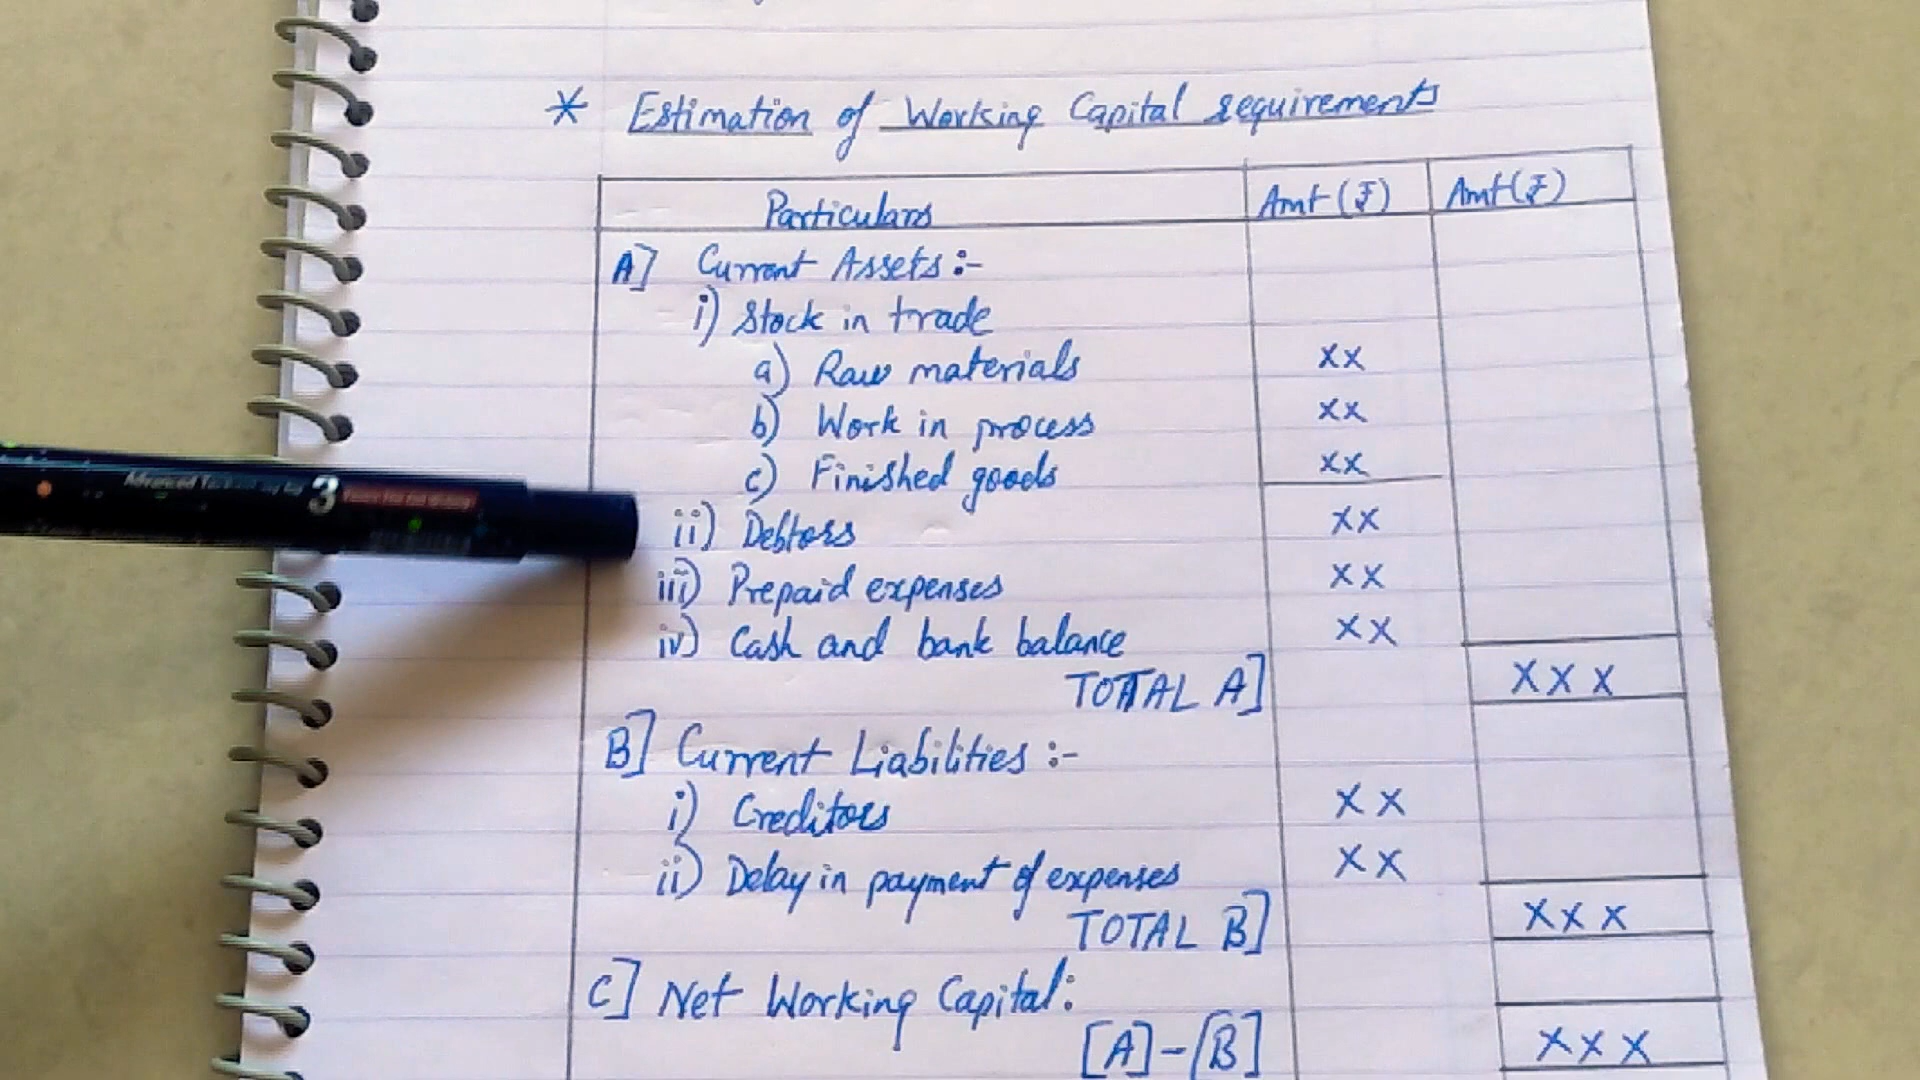 * Estimation of Working Capital requirements
Particulars Amt (₹) Amt (₹)
A] Current Assets :-
i) Stock in trade
a) Raw materials XX
b) Work in process XX
c) Finished goods XX
ii) Debtors XX
iii) Prepaid expenses XX
iv) Cash and bank balance XX
TOTAL A] XXX
B] Current Liabilities :-
i) Creditors XX
ii) Delay in payment of expenses XX
TOTAL B] XXX
C] Net Working Capital:
[A]-[B] XXX
Advanced 3